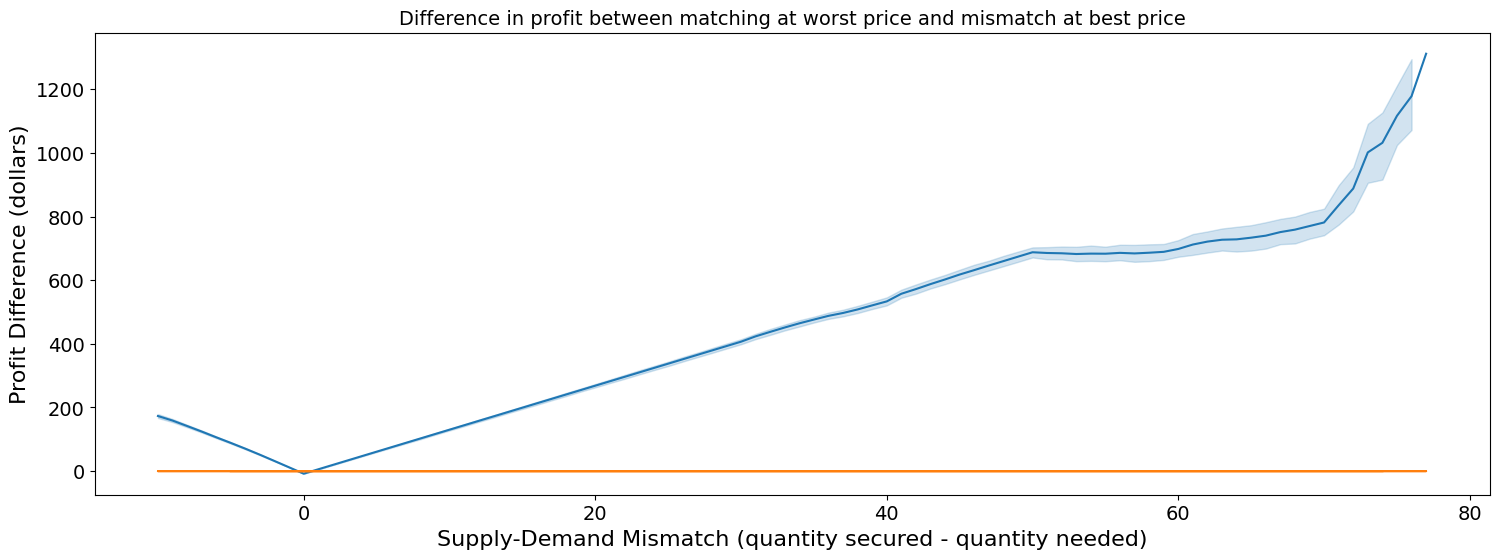 Difference in profit between matching at worst price and mismatch at best price
Profit Difference (dollars)
1200
1000
800
600
400
200
0
0 20 40 60 80
Supply-Demand Mismatch (quantity secured - quantity needed)